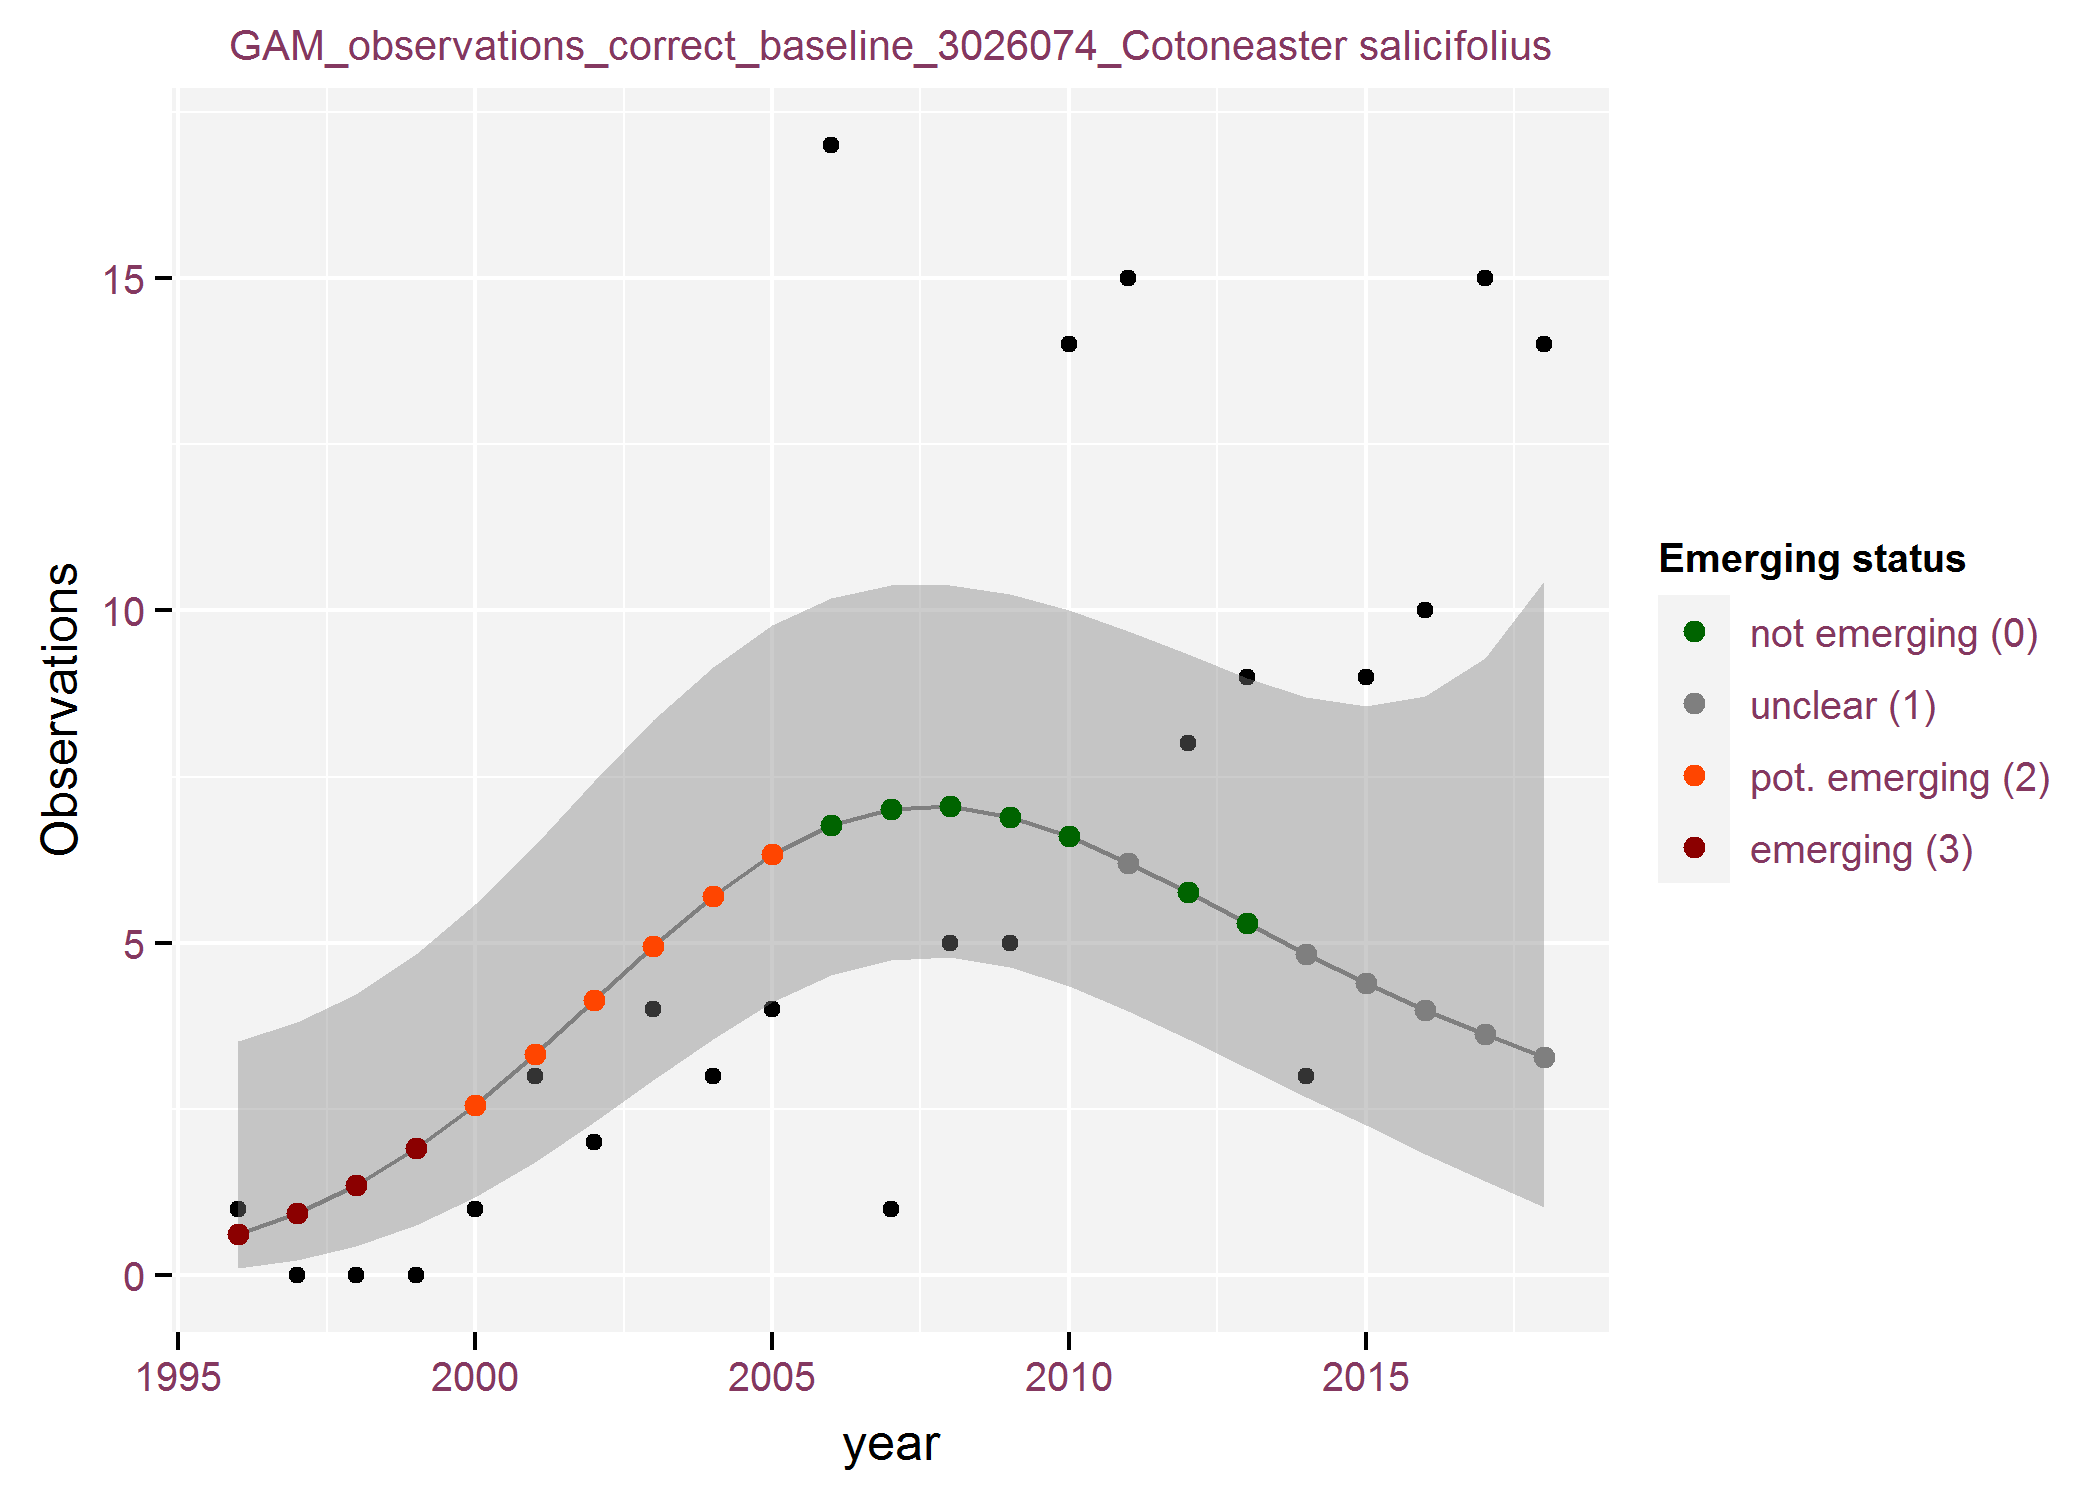 GAM_observations_correct_baseline_3026074_Cotoneaster salicifolius
Observations
15
10
5
0
1995
2000
2005
2010
2015
year
Emerging status
not emerging (0)
unclear (1)
pot. emerging (2)
emerging (3)